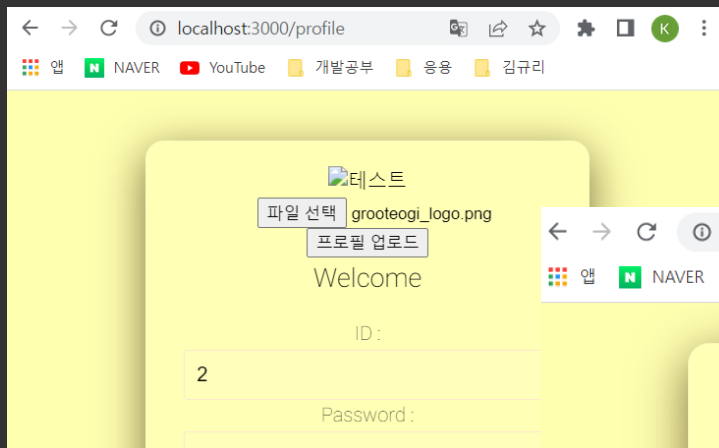 localhost:3000/profile
K
앱 NAVER YouTube 개발공부 응용 김규리
테스트
파일 선택 grooteogi_logo.png
프로필 업로드
Welcome
ID :
2
Password :
앱 NAVER